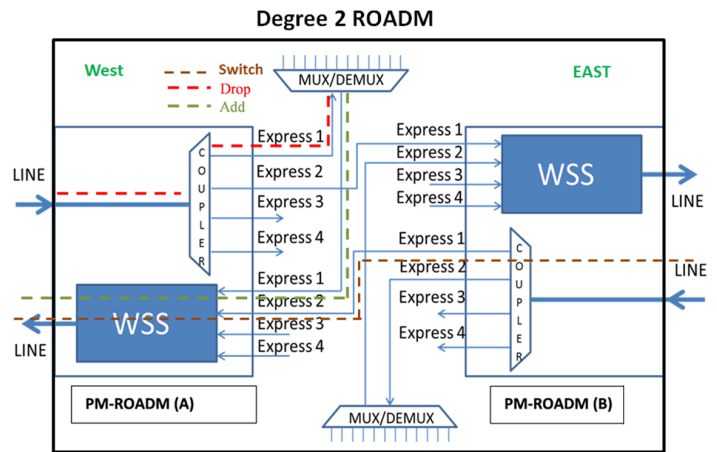 Degree 2 ROADM
West
Switch
Drop
Add
MUX/DEMUX
EAST
LINE
COUPLER
Express 1
Express 2
Express 3
Express 4
Express 1
Express 2
Express 3
Express 4
WSS
LINE
Express 1
Express 2
Express 3
Express 4
WSS
LINE
Express 1
Express 2
Express 3
Express 4
COUPLER
LINE
PM-ROADM (A)
MUX/DEMUX
PM-ROADM (B)